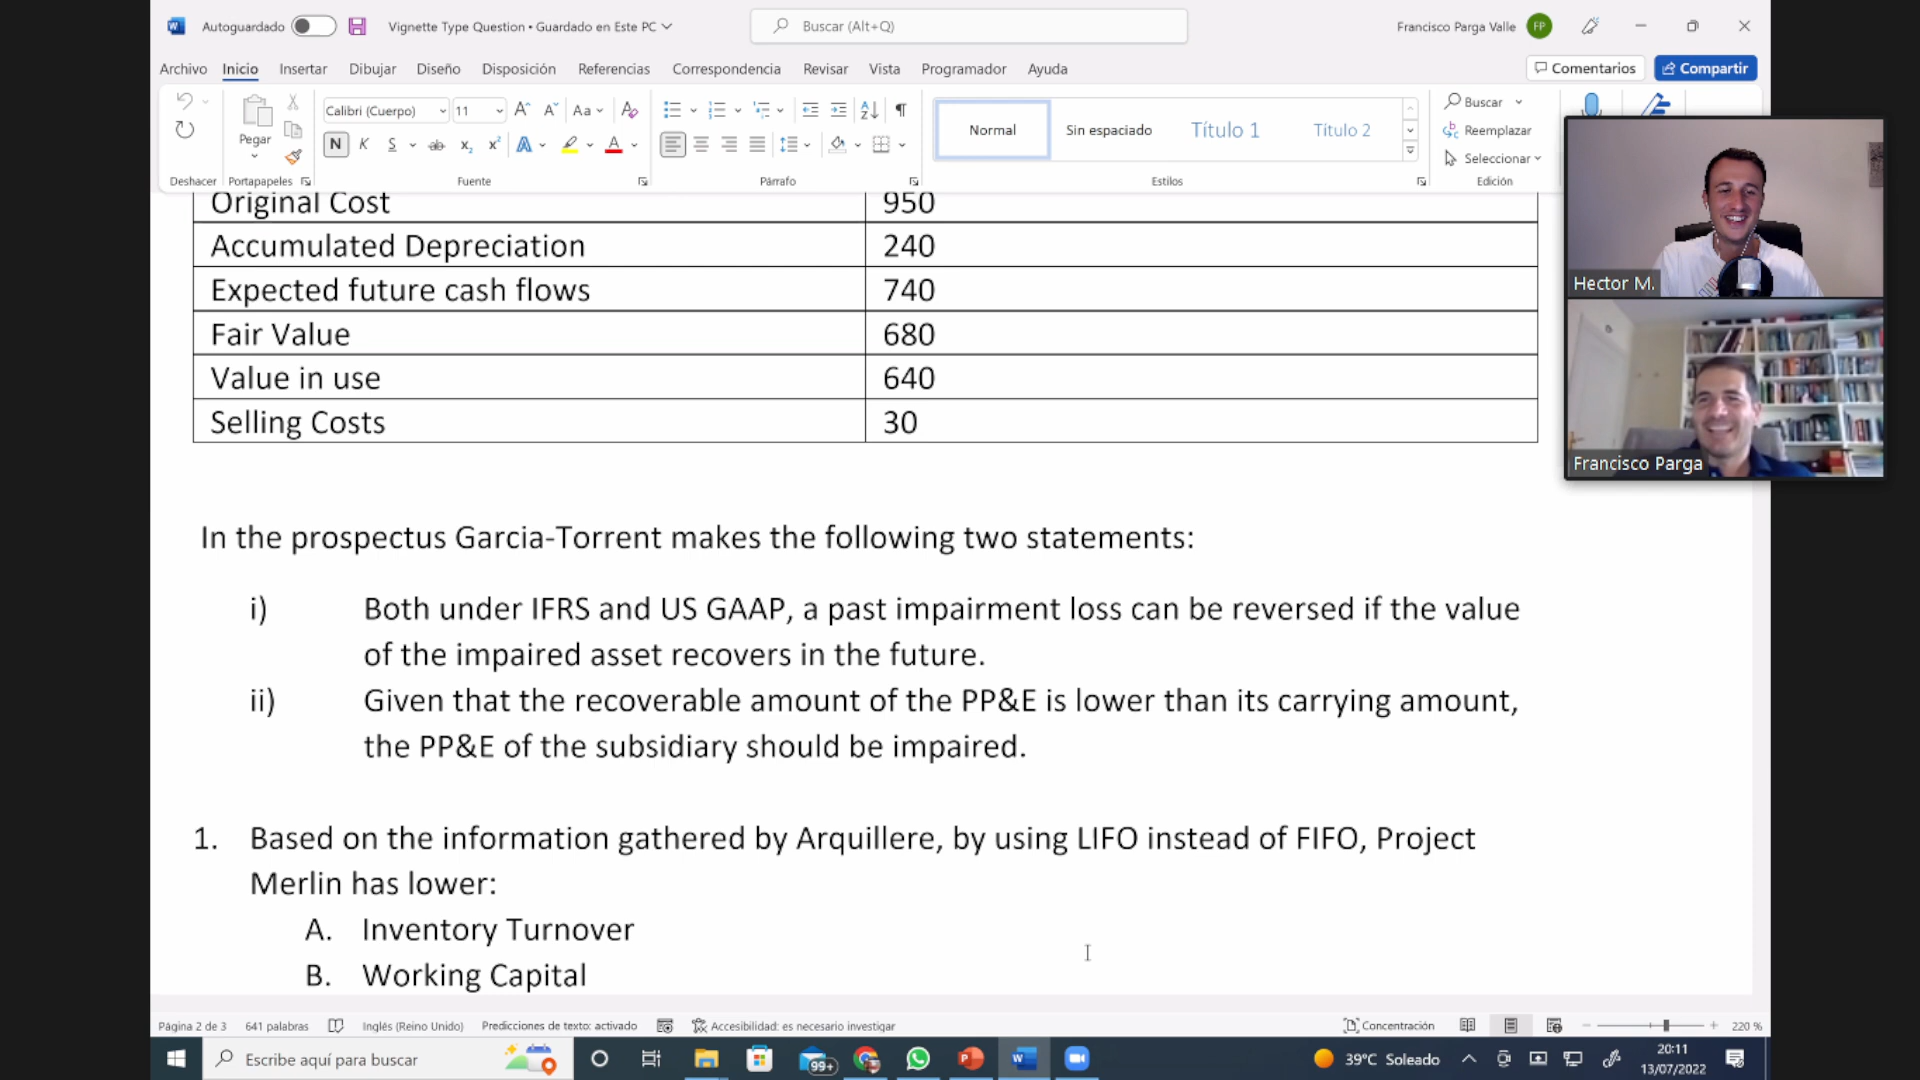 Autoguardado
Vignette Type Question • Guardado en Este PC
Buscar (Alt+Q)
Francisco Parga Valle
FP
Archivo Inicio Insertar Dibujar Diseño Disposición Referencias Correspondencia Revisar Vista Programador Ayuda
Comentarios
Compartir
Pegar
Calibri (Cuerpo)
11
Normal
Sin espaciado
Título 1
Título 2
Buscar
Reemplazar
Seleccionar
Deshacer
Portapapeles
Fuente
Párrafo
Estilos
Edición
Original Cost 950
Accumulated Depreciation 240
Expected future cash flows 740
Fair Value 680
Value in use 640
Selling Costs 30
Hector M.
Francisco Parga
In the prospectus Garcia-Torrent makes the following two statements:
i) Both under IFRS and US GAAP, a past impairment loss can be reversed if the value
of the impaired asset recovers in the future.
ii) Given that the recoverable amount of the PP&E is lower than its carrying amount,
the PP&E of the subsidiary should be impaired.
1. Based on the information gathered by Arquillere, by using LIFO instead of FIFO, Project
Merlin has lower:
A. Inventory Turnover
B. Working Capital
Página 2 de 3 641 palabras Inglés (Reino Unido) Predicciones de texto: activado Accesibilidad: es necesario investigar
Concentración
220 %
Escribe aquí para buscar
99+
39°C Soleado
20:11
13/07/2022